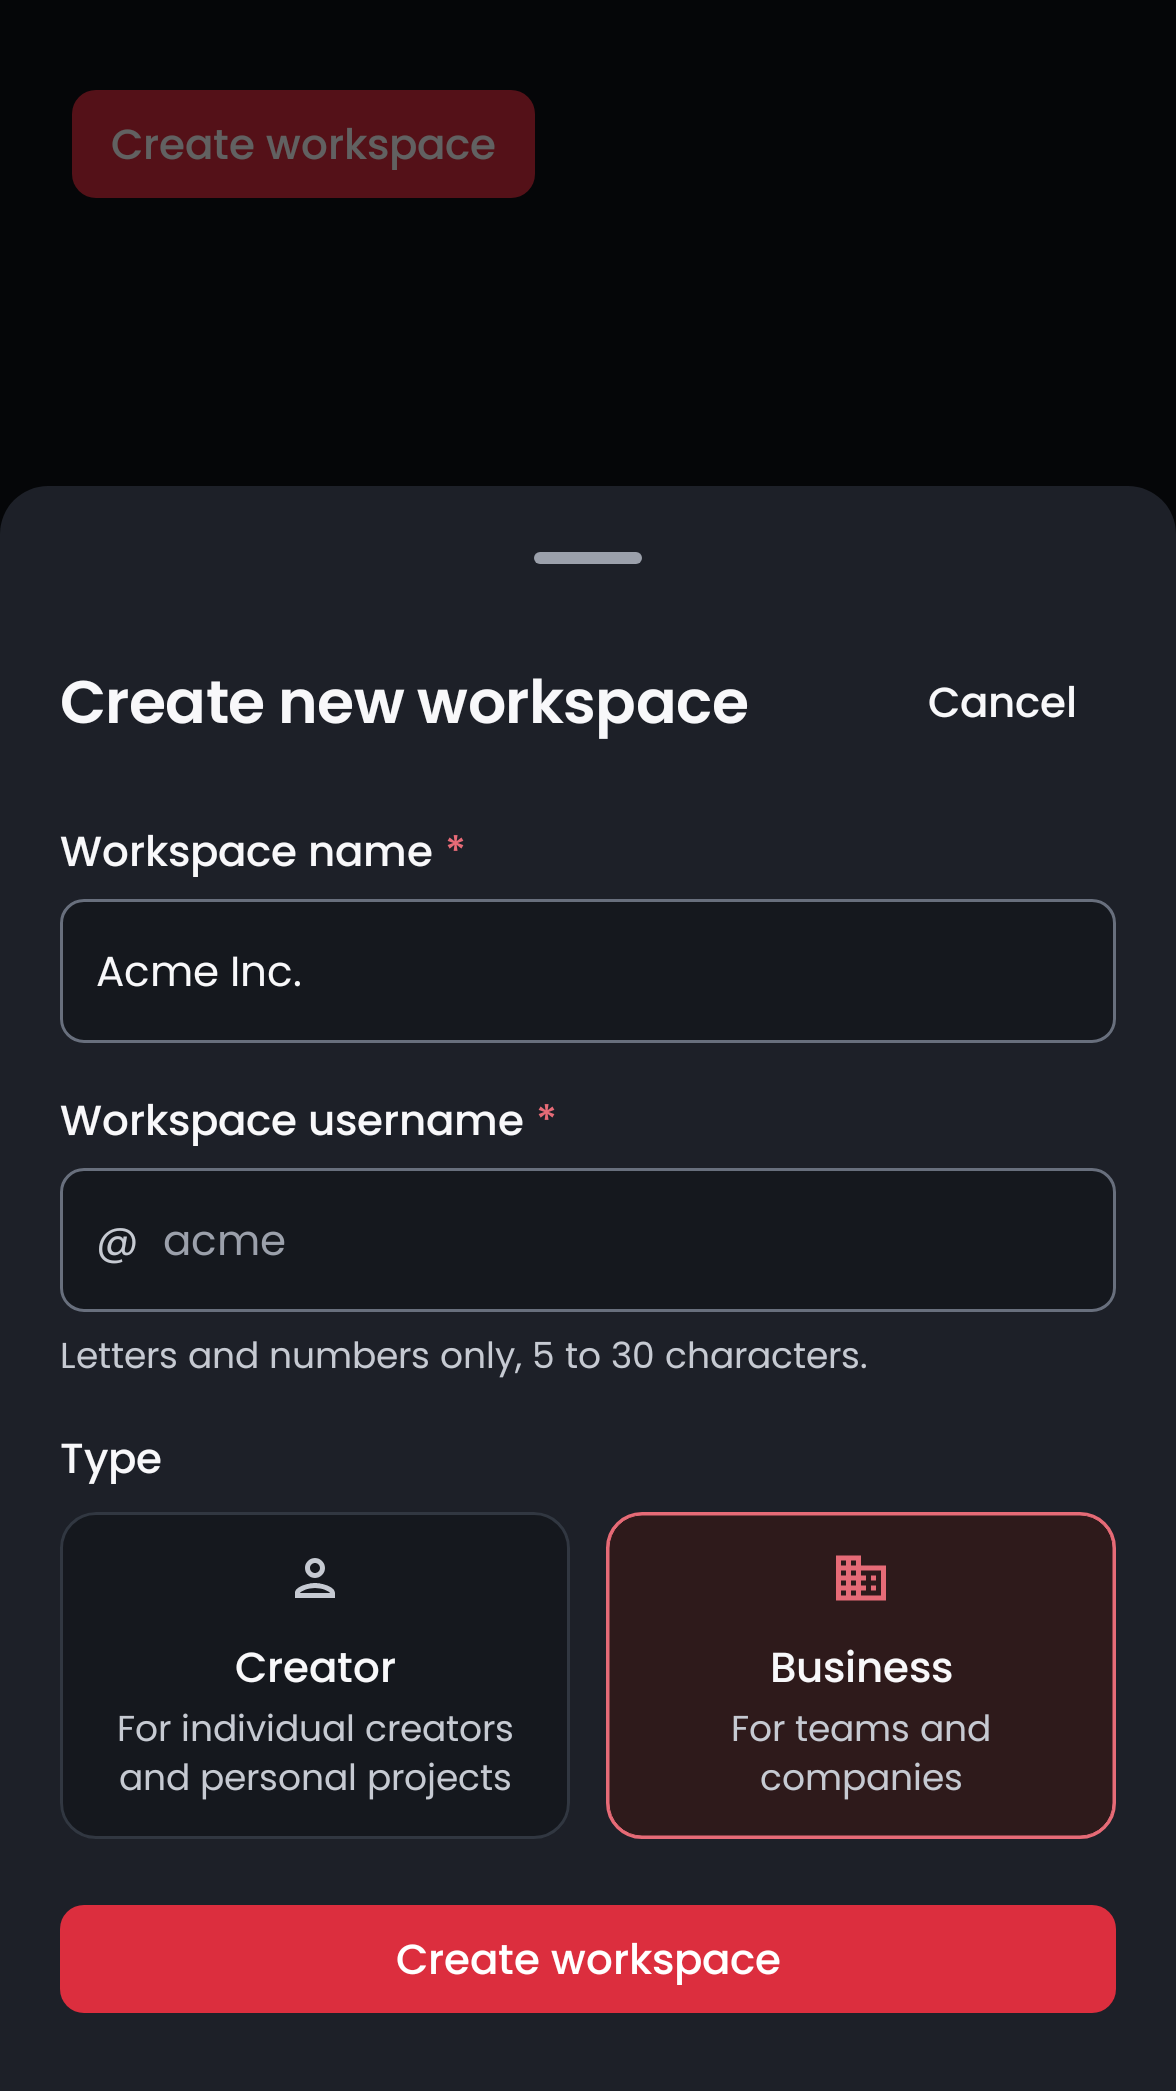 Create workspace
Create new workspace
Cancel
Workspace name *
Acme Inc.
Workspace username *
@ acme
Letters and numbers only, 5 to 30 characters.
Type
Creator
For individual creators
and personal projects
Business
For teams and
companies
Create workspace